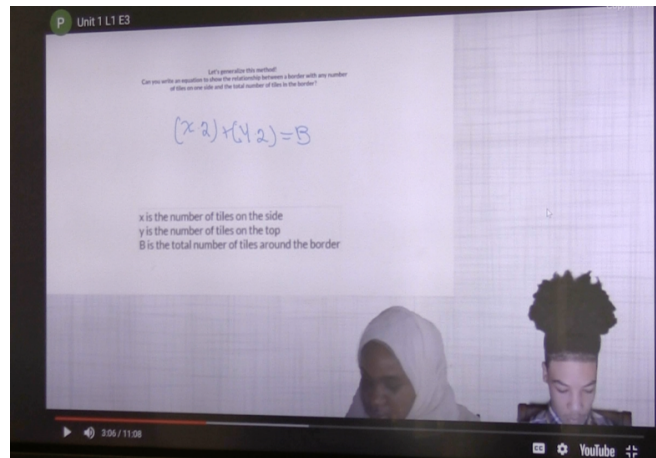 P Unit 1 L1 E3
Let's generalize this method!
Can you write an equation to show the relationship between a border with any number
of tiles on one side and the total number of tiles in the border?
(x·2)+(y·2)=B
x is the number of tiles on the side
y is the number of tiles on the top
B is the total number of tiles around the border
3:06 / 11:08
CC YouTube